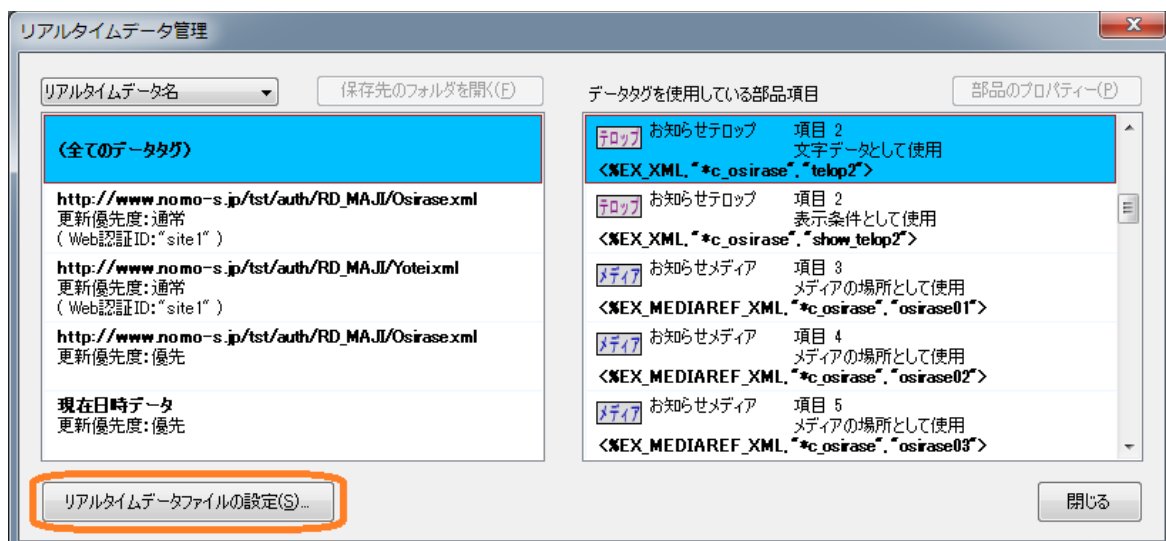 リアルタイムデータ管理
リアルタイムデータ名
保存先のフォルダを開く(F)
〈全てのデータタグ〉
http://www.nomo-s.jp/tst/auth/RD_MAJI/Osirase.xml
更新優先度:通常
( Web認証ID:"site1" )
http://www.nomo-s.jp/tst/auth/RD_MAJI/Yotei.xml
更新優先度:通常
( Web認証ID:"site1" )
http://www.nomo-s.jp/tst/auth/RD_MAJI/Osirase.xml
更新優先度:優先
現在日時データ
更新優先度:優先
リアルタイムデータファイルの設定(S)...
データタグを使用している部品項目
部品のプロパティー(P)
テロップ お知らせテロップ 項目 2
文字データとして使用
<%EX_XML,"*c_osirase","telop2">
テロップ お知らせテロップ 項目 2
表示条件として使用
<%EX_XML,"*c_osirase","show_telop2">
メディア お知らせメディア 項目 3
メディアの場所として使用
<%EX_MEDIAREF_XML,"*c_osirase","osirase01">
メディア お知らせメディア 項目 4
メディアの場所として使用
<%EX_MEDIAREF_XML,"*c_osirase","osirase02">
メディア お知らせメディア 項目 5
メディアの場所として使用
<%EX_MEDIAREF_XML,"*c_osirase","osirase03">
閉じる